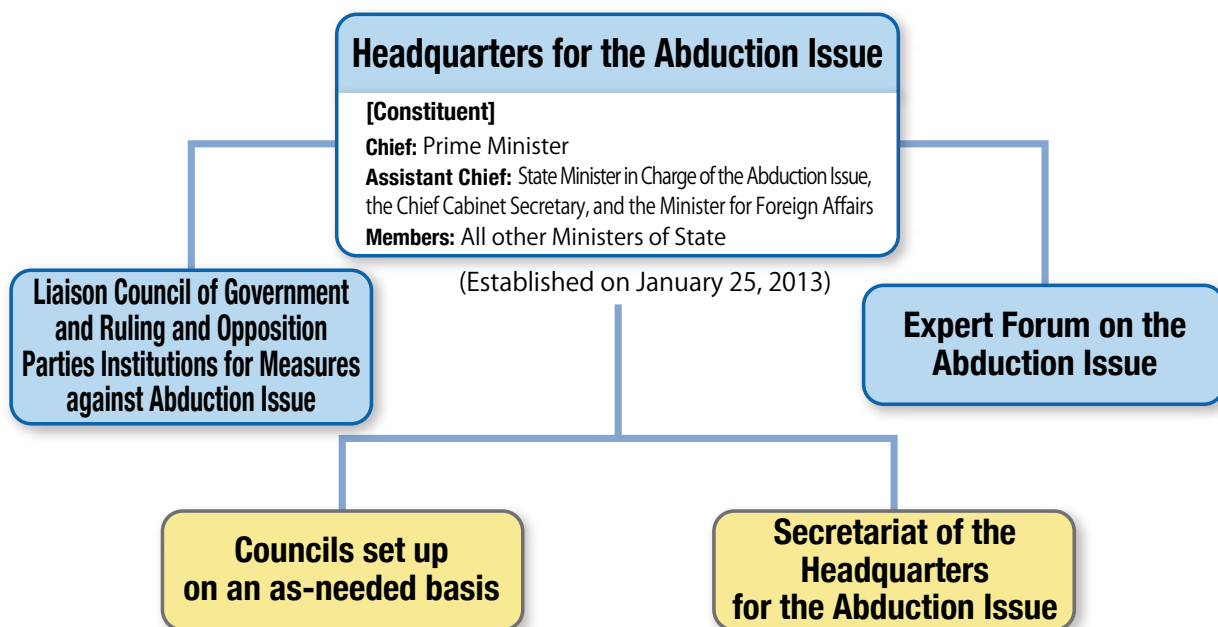 Headquarters for the Abduction Issue
[Constituent]
Chief: Prime Minister
Assistant Chief: State Minister in Charge of the Abduction Issue,
the Chief Cabinet Secretary, and the Minister for Foreign Affairs
Members: All other Ministers of State
(Established on January 25, 2013)
Liaison Council of Government
and Ruling and Opposition
Parties Institutions for Measures
against Abduction Issue
Expert Forum on the
Abduction Issue
Councils set up
on an as-needed basis
Secretariat of the
Headquarters
for the Abduction Issue